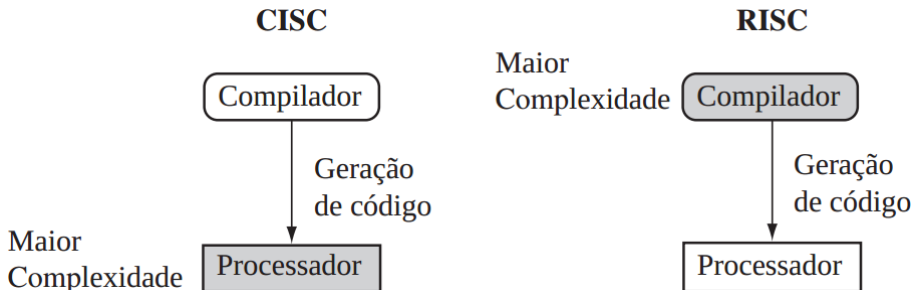 CISC
Compilador
Geração
de código
Maior
Complexidade
Processador
RISC
Maior
Complexidade
Compilador
Geração
de código
Processador